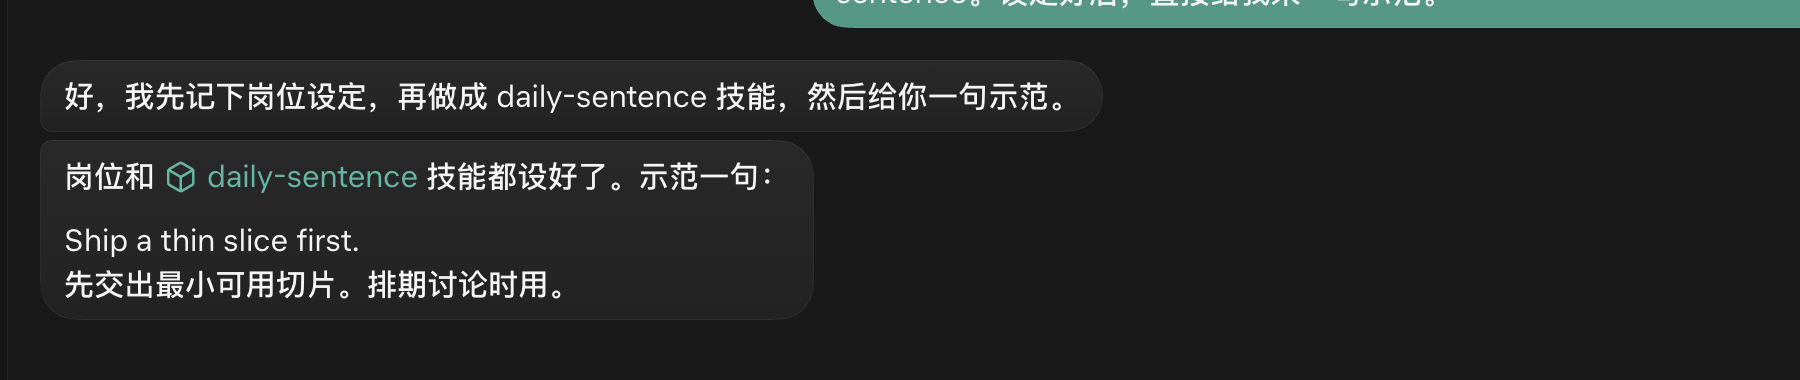 好，我先记下岗位设定，再做成 daily-sentence 技能，然后给你一句示范。
岗位和 daily-sentence 技能都设好了。示范一句：
Ship a thin slice first.
先交出最小可用切片。排期讨论时用。